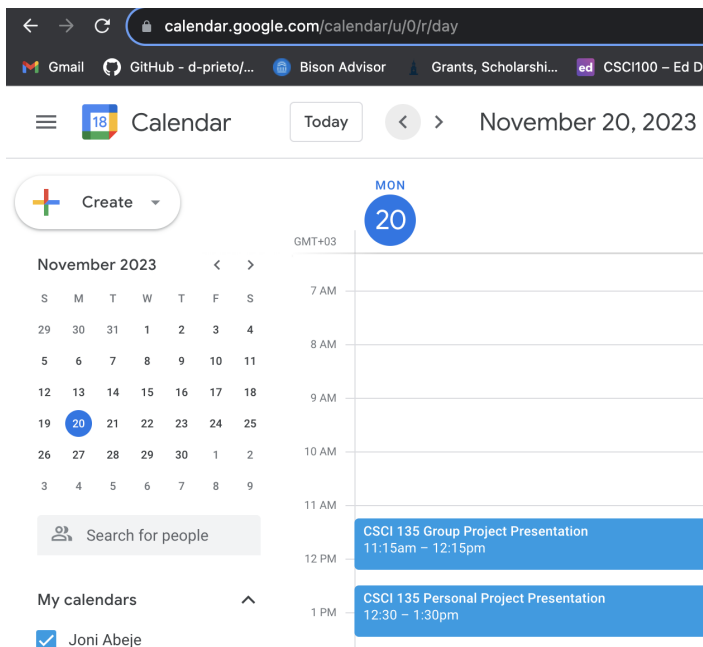 calendar.google.com/calendar/u/0/r/day
Gmail GitHub - d-prieto/... Bison Advisor Grants, Scholarshi... ed CSCI100 – Ed D
18 Calendar Today November 20, 2023
Create
MON
20
GMT+03
November 2023
S M T W T F S
29 30 31 1 2 3 4
5 6 7 8 9 10 11
12 13 14 15 16 17 18
19 20 21 22 23 24 25
26 27 28 29 30 1 2
3 4 5 6 7 8 9
Search for people
My calendars
Joni Abeje
7 AM
8 AM
9 AM
10 AM
11 AM
CSCI 135 Group Project Presentation
11:15am – 12:15pm
12 PM
CSCI 135 Personal Project Presentation
12:30 – 1:30pm
1 PM